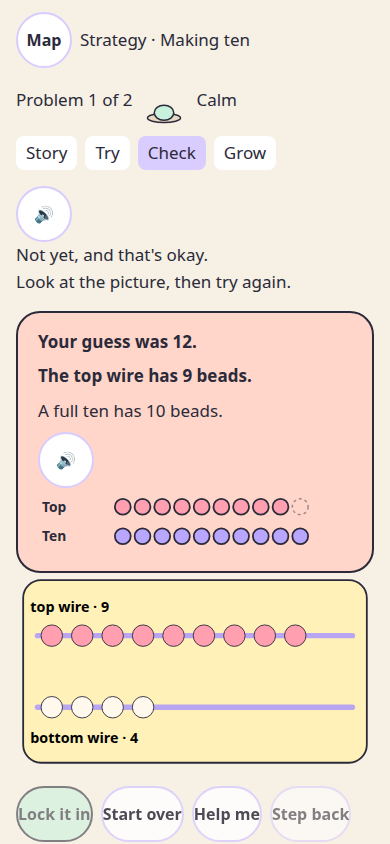 Map
Strategy · Making ten
Problem 1 of 2
Calm
Story
Try
Check
Grow
Not yet, and that's okay.
Look at the picture, then try again.
Your guess was 12.
The top wire has 9 beads.
A full ten has 10 beads.
Top
Ten
top wire · 9
bottom wire · 4
Lock it in
Start over
Help me
Step back